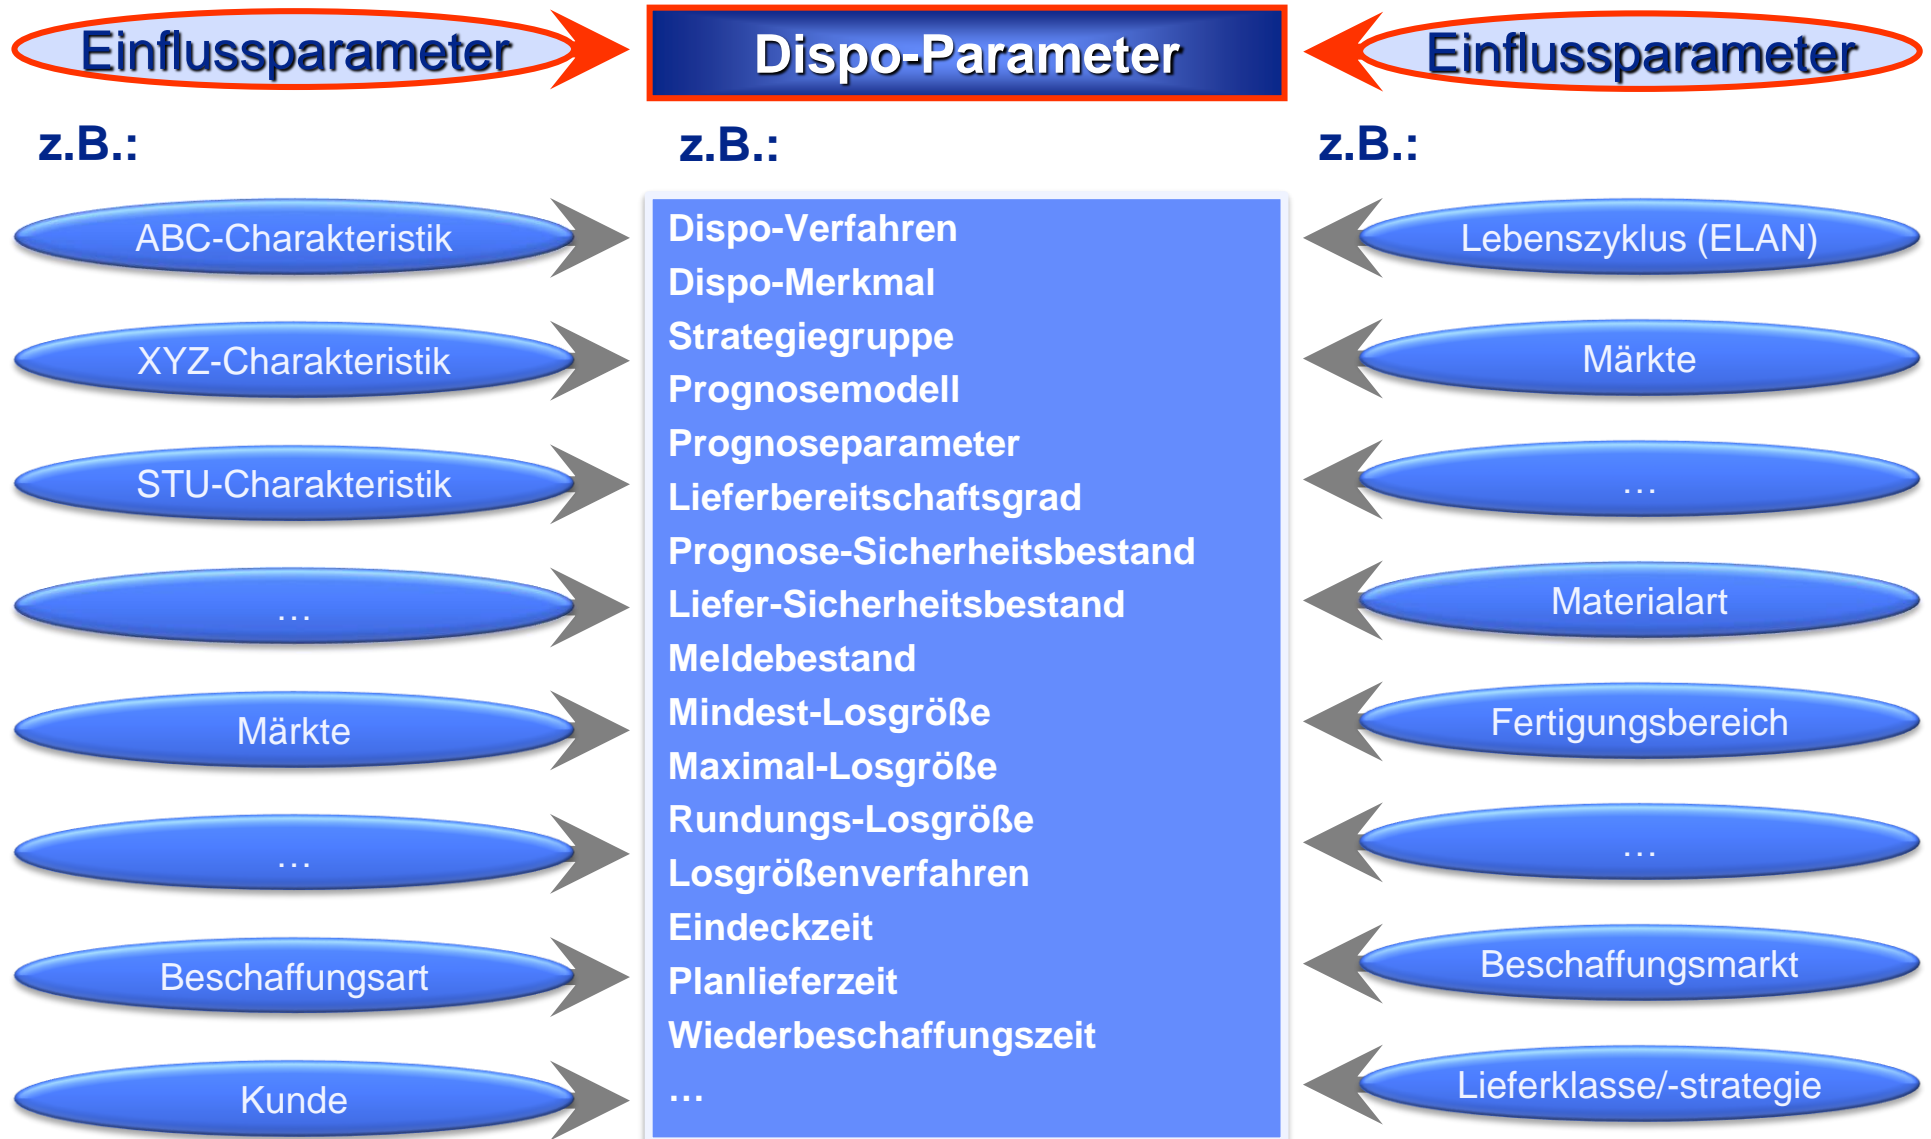 Einflussparameter
Dispo-Parameter
Einflussparameter
z.B.:
z.B.:
z.B.:
ABC-Charakteristik
XYZ-Charakteristik
STU-Charakteristik
...
Märkte
...
Beschaffungsart
Kunde
Dispo-Verfahren
Dispo-Merkmal
Strategiegruppe
Prognosemodell
Prognoseparameter
Lieferbereitschaftsgrad
Prognose-Sicherheitsbestand
Liefer-Sicherheitsbestand
Meldebestand
Mindest-Losgröße
Maximal-Losgröße
Rundungs-Losgröße
Losgrößenverfahren
Eindeckzeit
Planlieferzeit
Wiederbeschaffungszeit
...
Lebenszyklus (ELAN)
Märkte
...
Materialart
Fertigungsbereich
...
Beschaffungsmarkt
Lieferklasse/-strategie